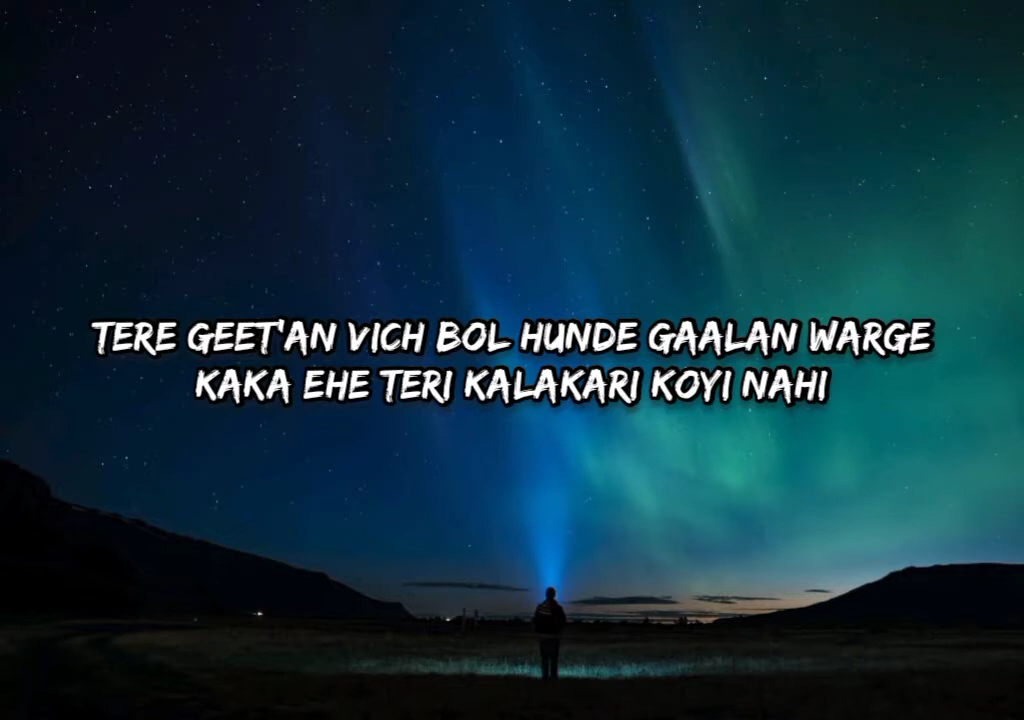 TERE GEET'AN VICH BOL HUNDE GAALAN WARGE
KAKA EHE TERI KALAKARI KOYI NAHI